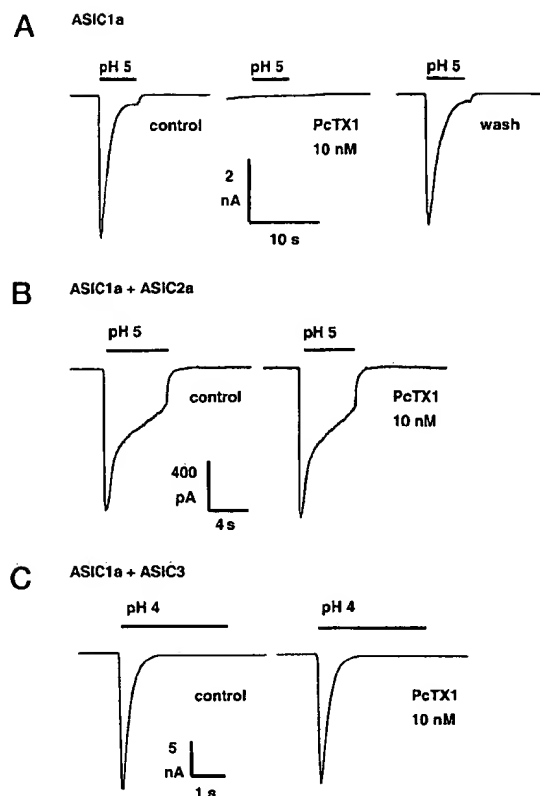 A
ASIC1a
pH 5
pH 5
pH 5
control
PcTX1
10 nM
wash
2
nA
10 s
B
ASIC1a + ASIC2a
pH 5
pH 5
control
PcTX1
10 nM
400
pA
4 s
C
ASIC1a + ASIC3
pH 4
pH 4
control
PcTX1
10 nM
5
nA
1 s